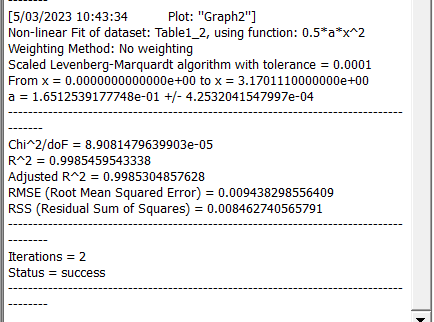 --------
[5/03/2023 10:43:34 Plot: "Graph2"]
Non-linear Fit of dataset: Table1_2, using function: 0.5*a*x^2
Weighting Method: No weighting
Scaled Levenberg-Marquardt algorithm with tolerance = 0.0001
From x = 0.0000000000000e+00 to x = 3.1701110000000e+00
a = 1.6512539177748e-01 +/- 4.2532041547997e-04
--------------------------------------------------------------------------------
-------
Chi^2/doF = 8.9081479639903e-05
R^2 = 0.9985459543338
Adjusted R^2 = 0.9985304857628
RMSE (Root Mean Squared Error) = 0.009438298556409
RSS (Residual Sum of Squares) = 0.008462740565791
--------------------------------------------------------------------------------
--------
Iterations = 2
Status = success
--------------------------------------------------------------------------------
--------